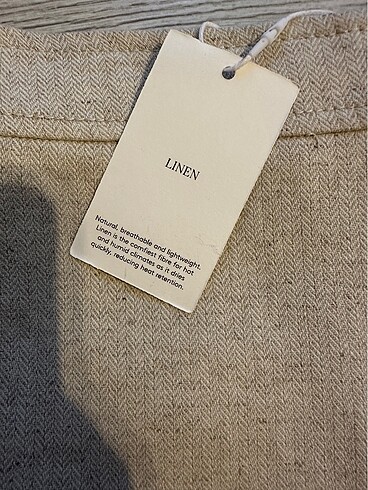 LINEN
Natural, breathable and lightweight.
Linen is the comfiest fibre for hot
and humid climates as it dries
quickly, reducing heat retention.